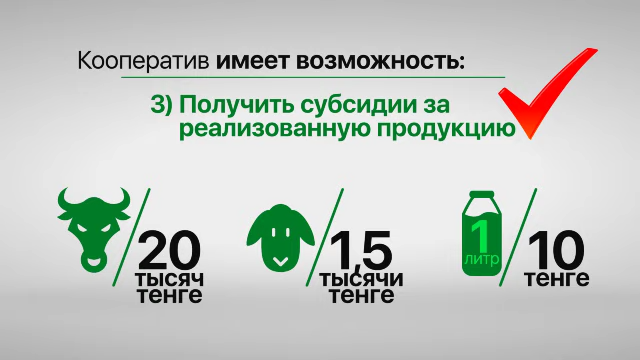 Кооператив имеет возможность:
3) Получить субсидии за
реализованную продукцию
20
тысяч
тенге
1,5
тысячи
тенге
1
литр
10
тенге